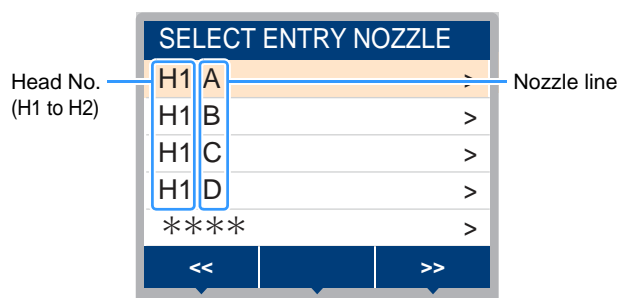 SELECT ENTRY NOZZLE
Head No.
(H1 to H2)
H1 A >
Nozzle line
H1 B >
H1 C >
H1 D >
**** >
<< >>